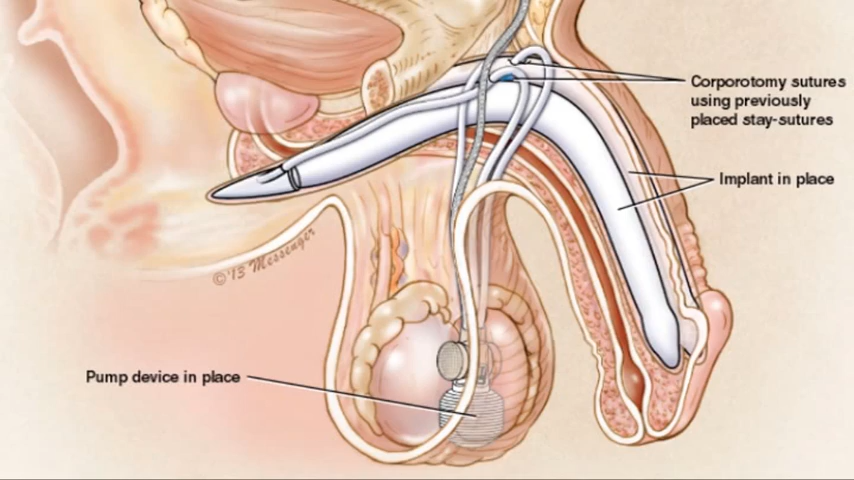 Corporotomy sutures
using previously
placed stay-sutures
Implant in place
©'13 Messenger
Pump device in place